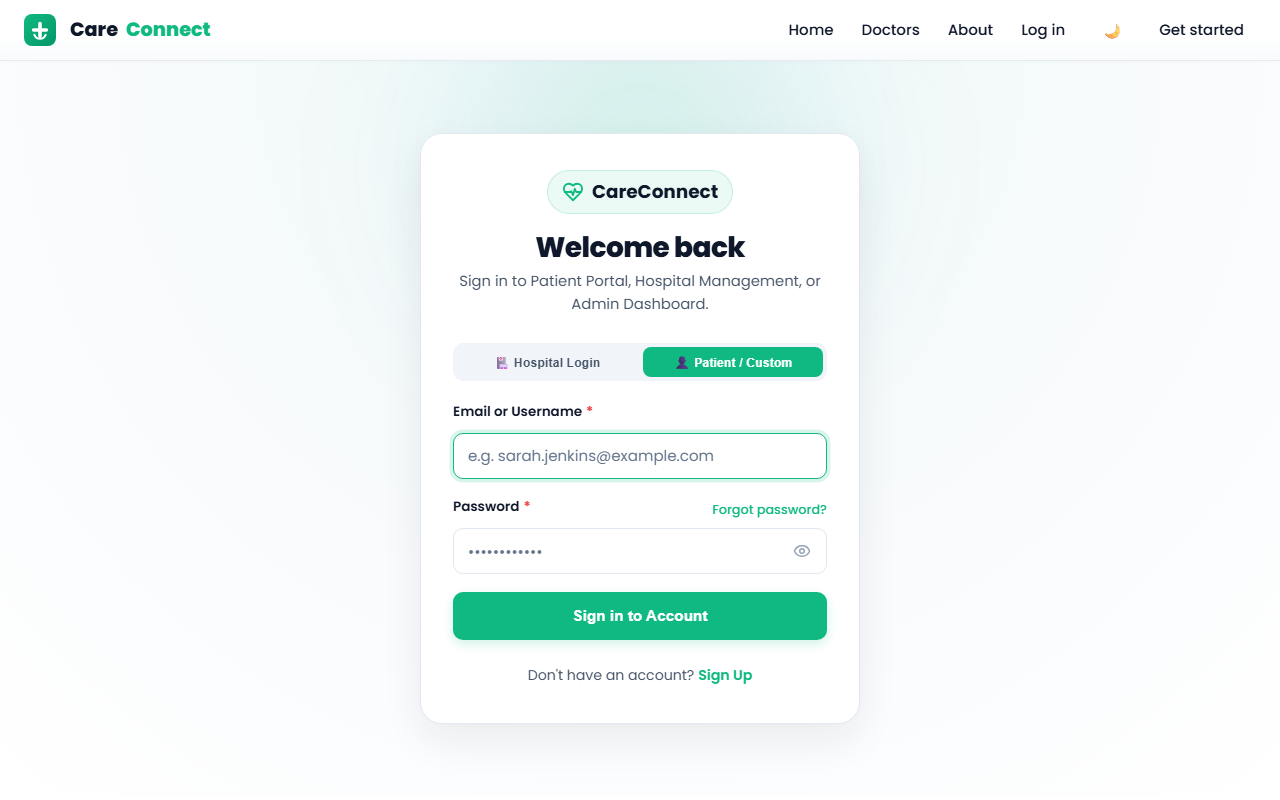 Care Connect
Home Doctors About Log in Get started
CareConnect
Welcome back
Sign in to Patient Portal, Hospital Management, or
Admin Dashboard.
Hospital Login Patient / Custom
Email or Username *
e.g. sarah.jenkins@example.com
Password * Forgot password?
••••••••••••
Sign in to Account
Don't have an account? Sign Up